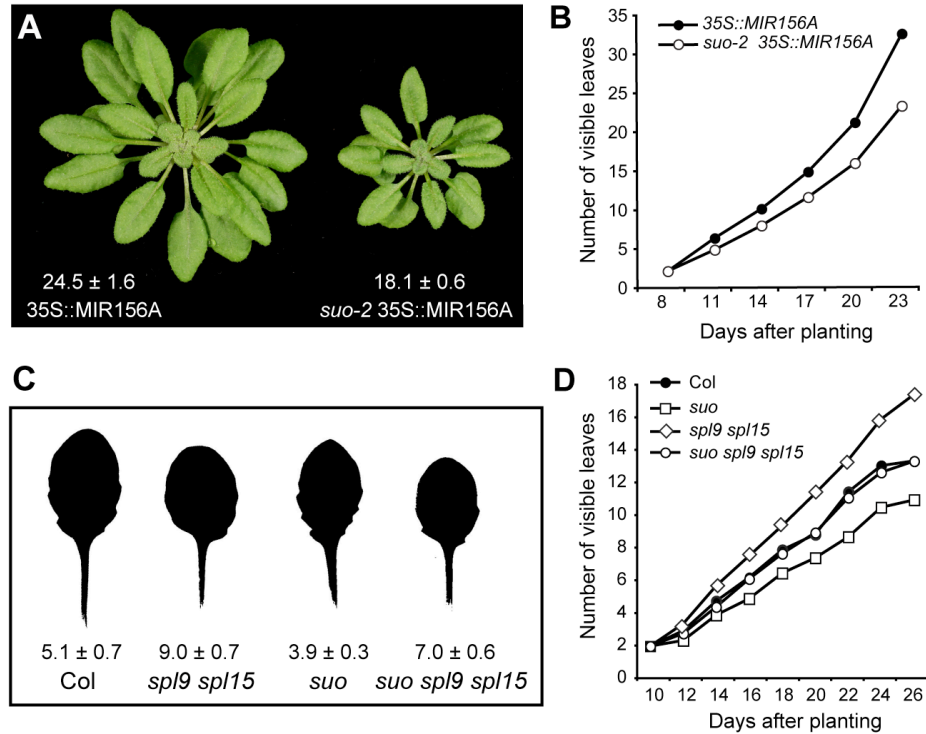 A
24.5 ± 1.6
35S::MIR156A
18.1 ± 0.6
suo-2 35S::MIR156A
B
35S::MIR156A
suo-2 35S::MIR156A
Number of visible leaves
35
30
25
20
15
10
5
0
8 11 14 17 20 23
Days after planting
C
5.1 ± 0.7
Col
9.0 ± 0.7
spl9 spl15
3.9 ± 0.3
suo
7.0 ± 0.6
suo spl9 spl15
D
Col
suo
spl9 spl15
suo spl9 spl15
Number of visible leaves
18
16
14
12
10
8
6
4
2
0
10 12 14 16 18 20 22 24 26
Days after planting